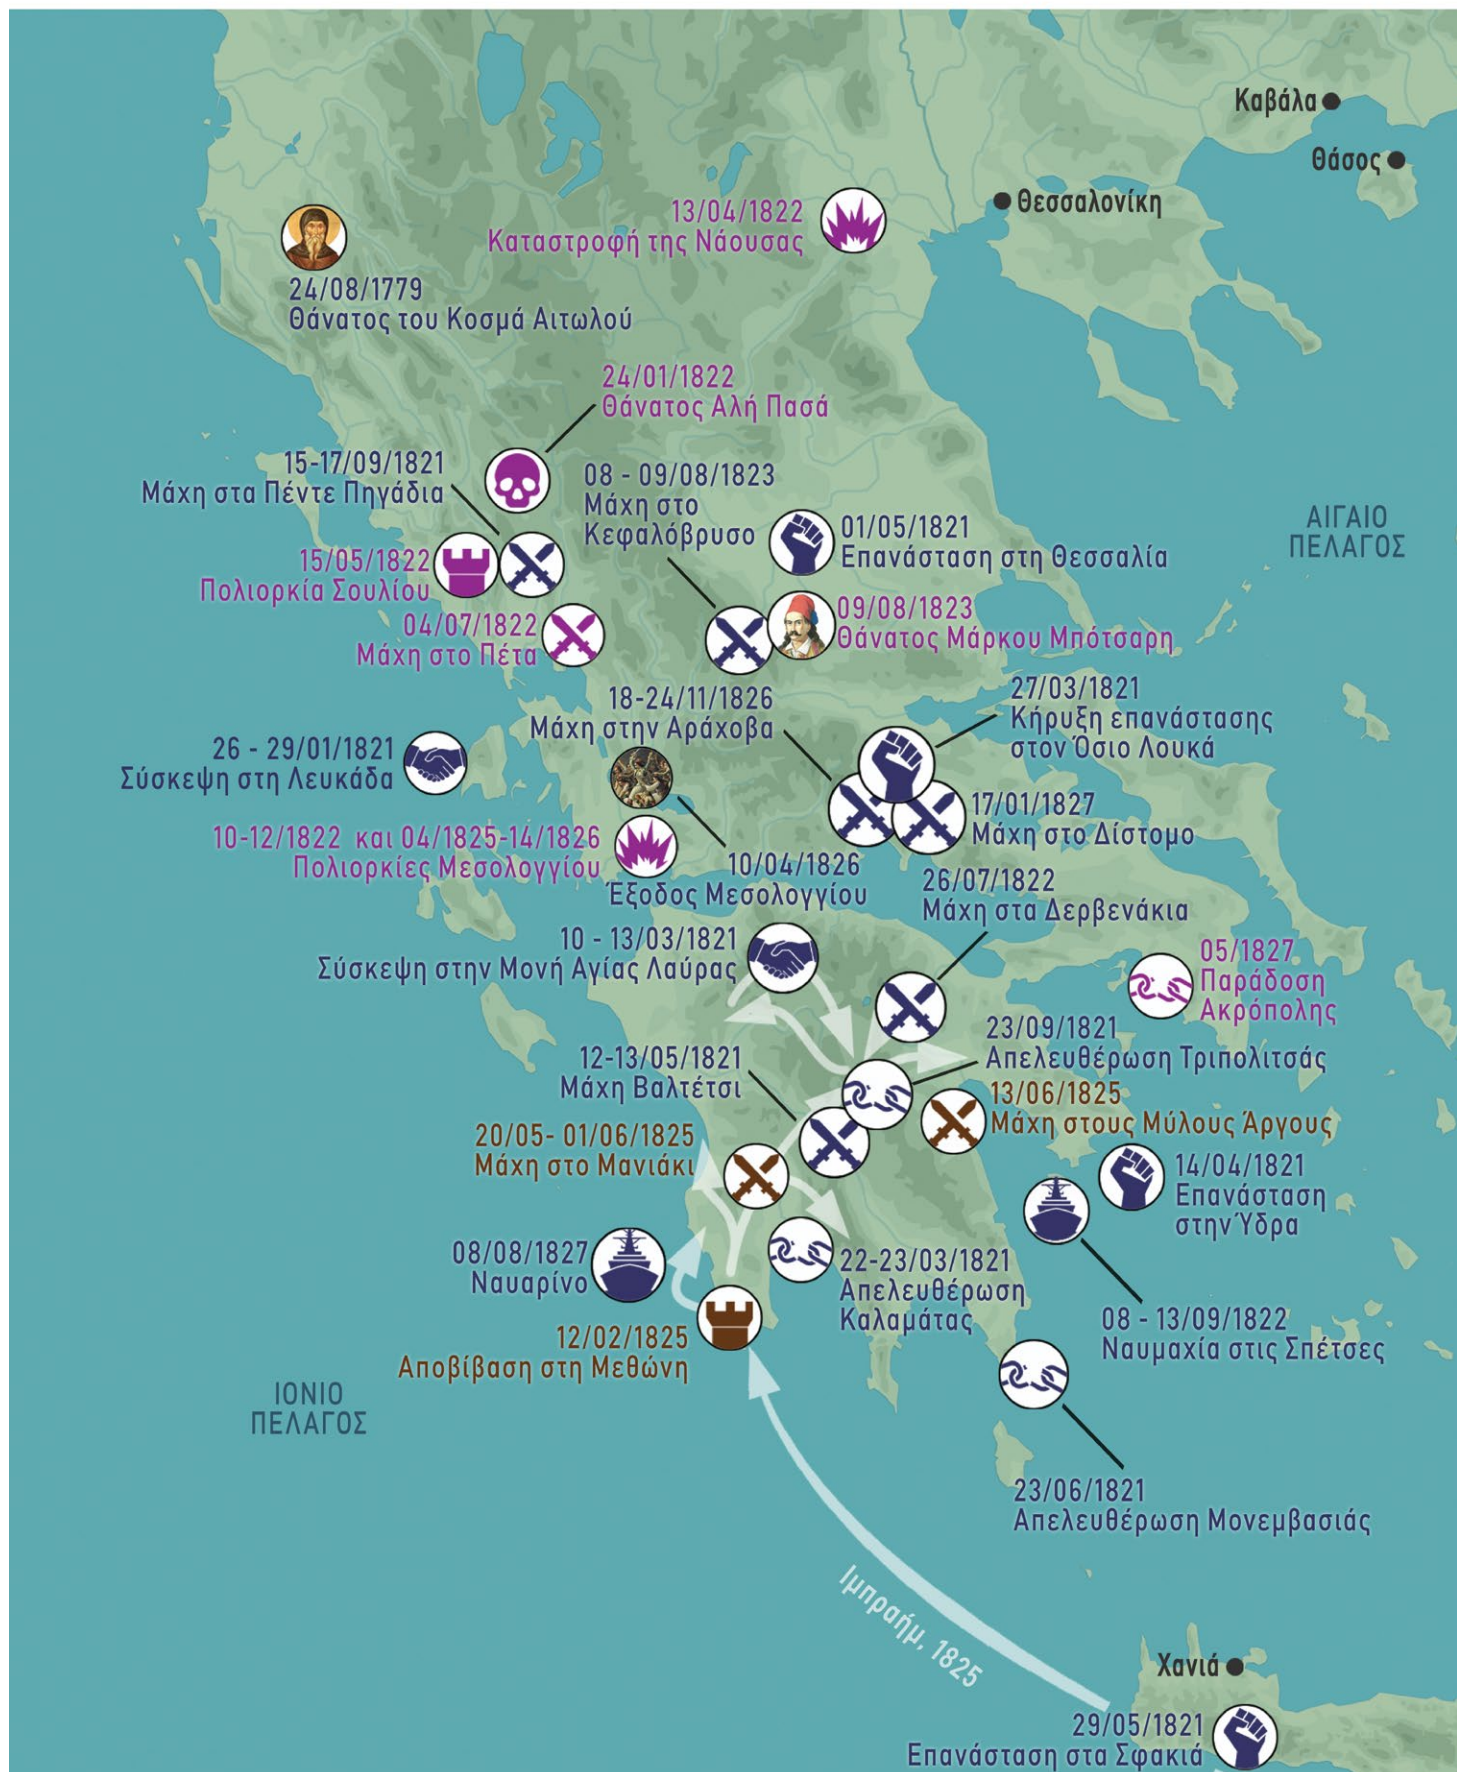 Καβάλα
Θάσος
Θεσσαλονίκη
13/04/1822
Καταστροφή της Νάουσας
24/08/1779
Θάνατος του Κοσμά Αιτωλού
24/01/1822
Θάνατος Αλή Πασά
15-17/09/1821
Μάχη στα Πέντε Πηγάδια
08 - 09/08/1823
Μάχη στο
Κεφαλόβρυσο
01/05/1821
Επανάσταση στη Θεσσαλία
ΑΙΓΑΙΟ
ΠΕΛΑΓΟΣ
15/05/1822
Πολιορκία Σουλίου
04/07/1822
Μάχη στο Πέτα
09/08/1823
Θάνατος Μάρκου Μπότσαρη
18-24/11/1826
Μάχη στην Αράχοβα
27/03/1821
Κήρυξη επανάστασης
στον Όσιο Λουκά
26 - 29/01/1821
Σύσκεψη στη Λευκάδα
17/01/1827
Μάχη στο Δίστομο
10-12/1822 και 04/1825-14/1826
Πολιορκίες Μεσολογγίου
10/04/1826
Έξοδος Μεσολογγίου
26/07/1822
Μάχη στα Δερβενάκια
10 - 13/03/1821
Σύσκεψη στην Μονή Αγίας Λαύρας
05/1827
Παράδοση
Ακρόπολης
23/09/1821
Απελευθέρωση Τριπολιτσάς
12-13/05/1821
Μάχη Βαλτέτσι
13/06/1825
Μάχη στους Μύλους Άργους
20/05- 01/06/1825
Μάχη στο Μανιάκι
14/04/1821
Επανάσταση
στην Ύδρα
08/08/1827
Ναυαρίνο
22-23/03/1821
Απελευθέρωση
Καλαμάτας
08 - 13/09/1822
Ναυμαχία στις Σπέτσες
12/02/1825
Αποβίβαση στη Μεθώνη
ΙΟΝΙΟ
ΠΕΛΑΓΟΣ
23/06/1821
Απελευθέρωση Μονεμβασιάς
Ιμπραήμ, 1825
Χανιά
29/05/1821
Επανάσταση στα Σφακιά